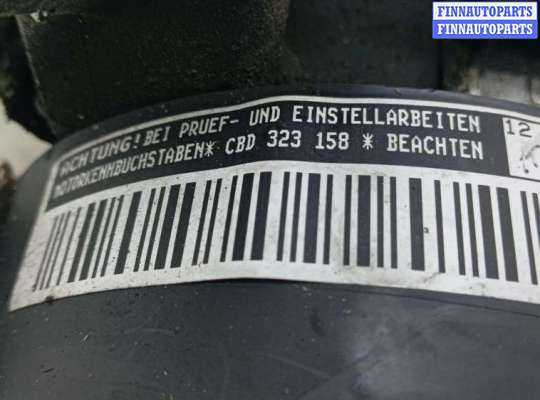 FINNAUTOPARTS
FINNAUTOPARTS
ACHTUNG! BEI PRUEF- UND EINSTELLARBEITEN
MOTORKENNBUCHSTABEN* CBD 323 158 * BEACHTEN
12